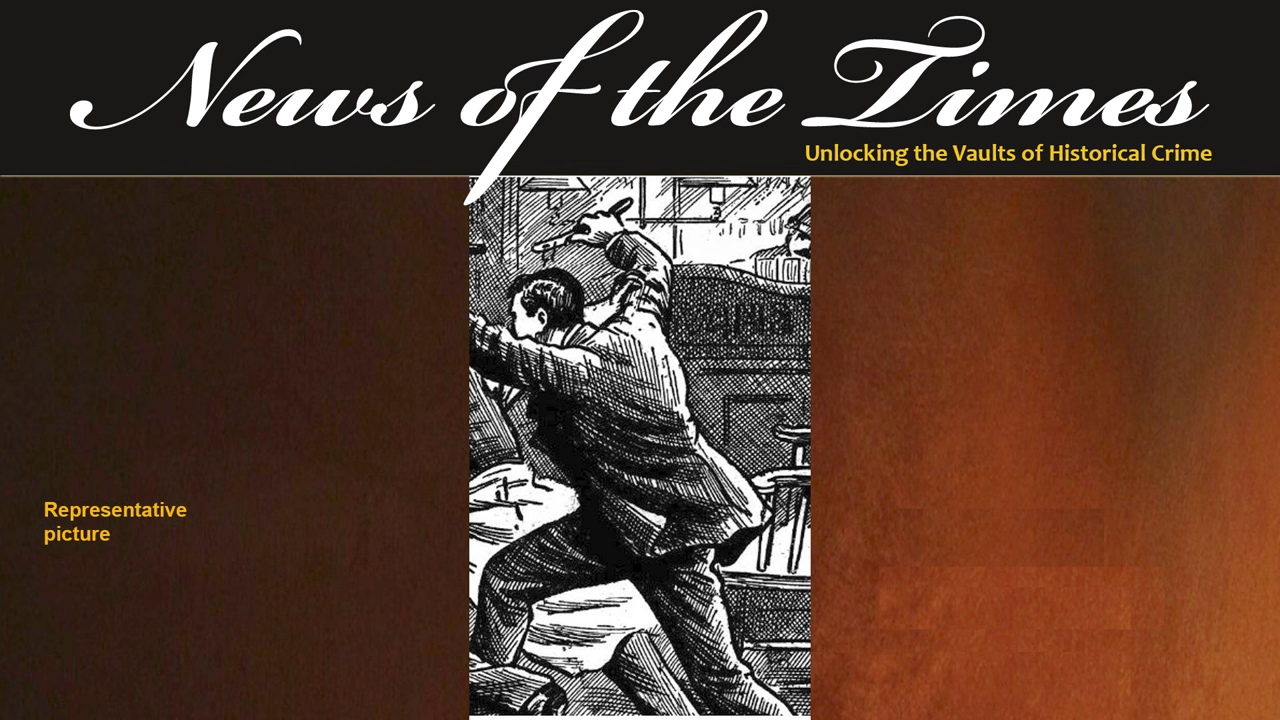 News of the Times
Unlocking the Vaults of Historical Crime
Representative
picture